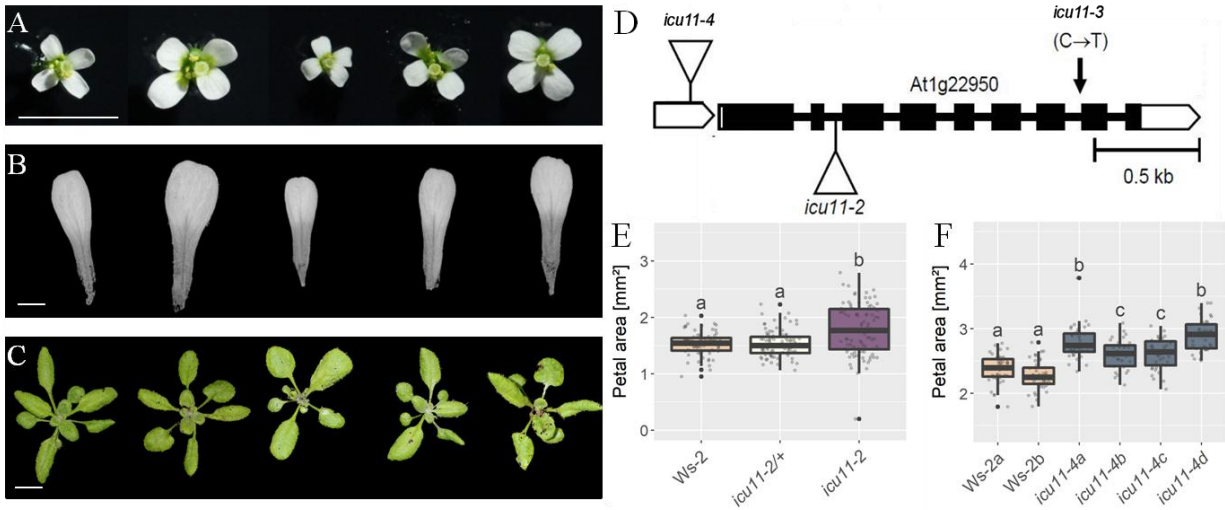 A
B
C
D
icu11-4
icu11-3
(C→T)
At1g22950
0.5 kb
icu11-2
E
Petal area [mm²]
3
2
1
0
a
a
b
Ws-2
icu11-2/+
icu11-2
F
Petal area [mm²]
4
3
2
a
a
b
c
c
b
Ws-2a
Ws-2b
icu11-4a
icu11-4b
icu11-4c
icu11-4d